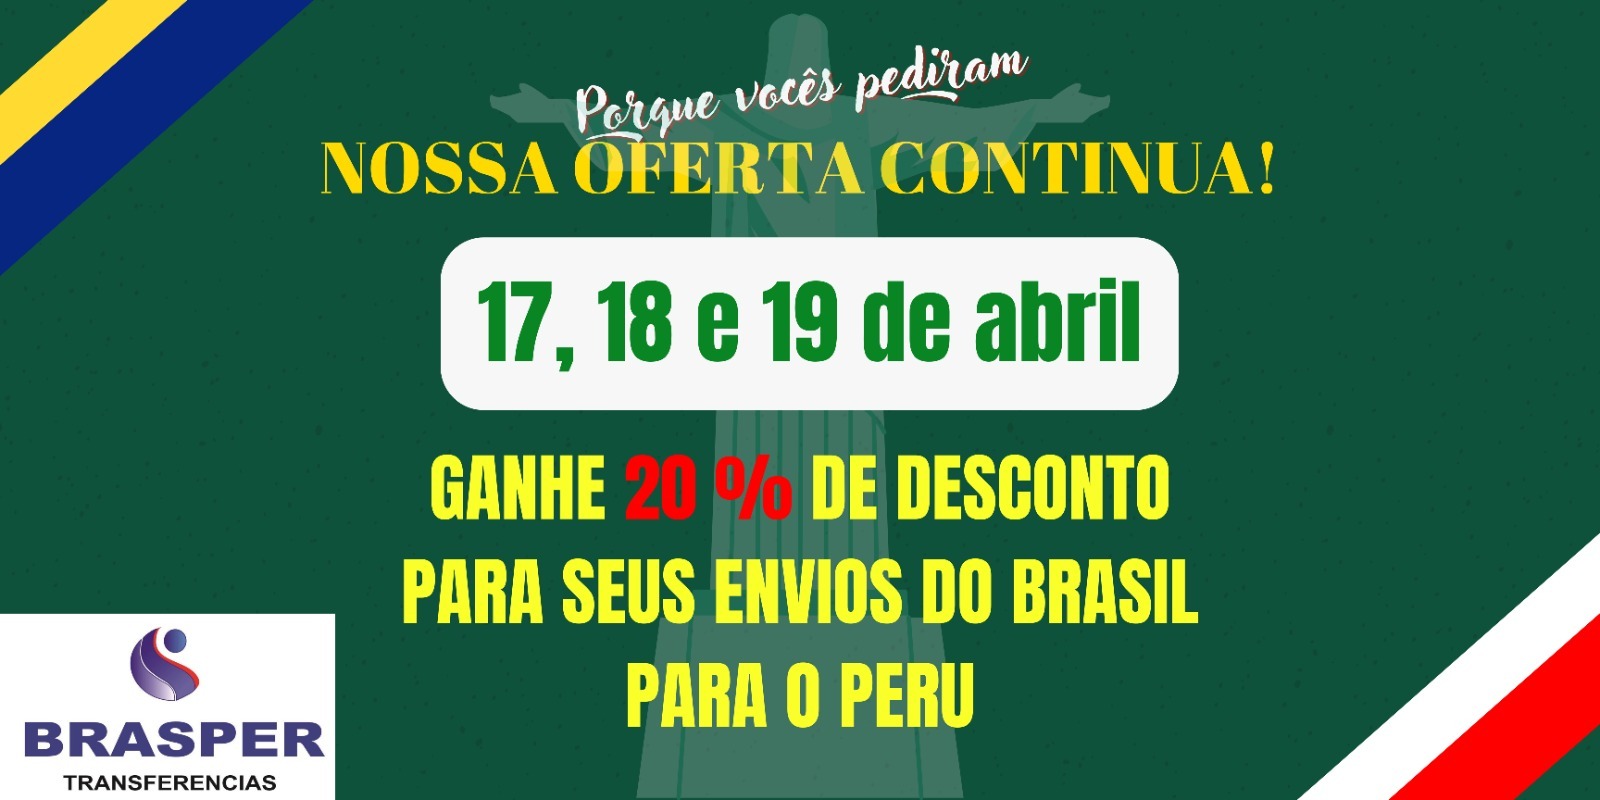 Porque vocês pediram
NOSSA OFERTA CONTINUA!
17, 18 e 19 de abril
GANHE 20 % DE DESCONTO
PARA SEUS ENVIOS DO BRASIL
PARA O PERU
BRASPER
TRANSFERENCIAS